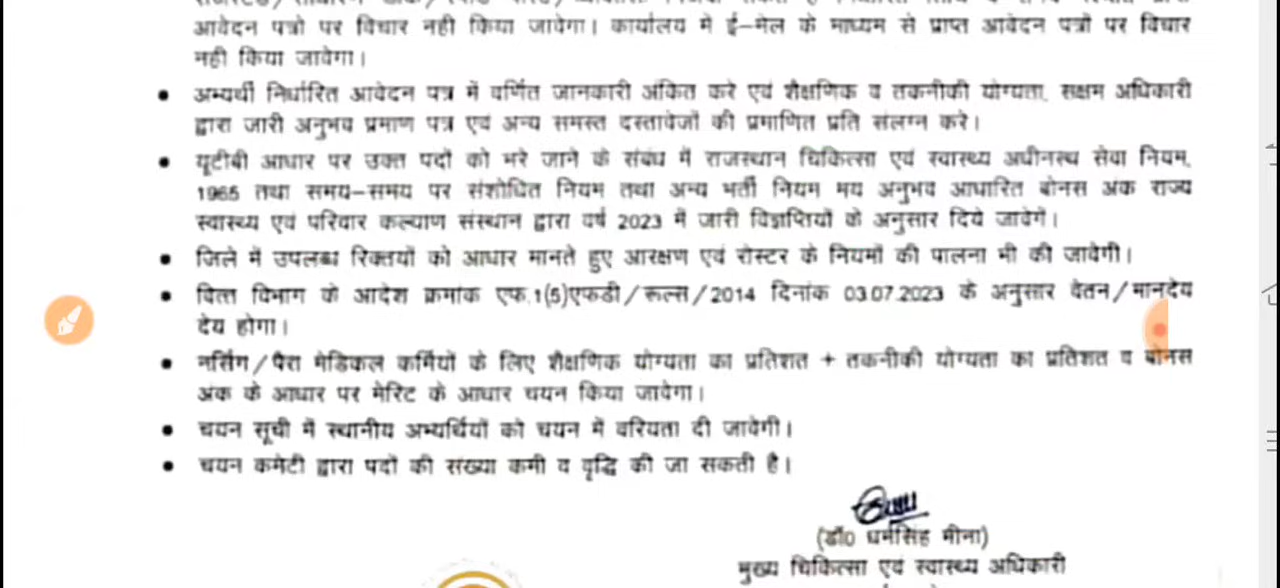 आवेदन पत्रो पर विचार नही किया जावेगा। कार्यालय मे ई-मेल के माध्यम से प्राप्त आवेदन पत्रो पर विचार
नही किया जावेगा।
• अभ्यर्थी निर्धारित आवेदन पत्र में वर्णित जानकारी अंकित करे एवं शैक्षणिक व तकनीकी योग्यता, सक्षम अधिकारी
द्वारा जारी अनुभव प्रमाण पत्र एवं अन्य समस्त दस्तावेजों की प्रमाणित प्रति संलग्न करे।
• यूटीबी आधार पर उक्त पदों को भरे जाने के संबंध में राजस्थान चिकित्सा एवं स्वास्थ्य अधीनस्थ सेवा नियम,
1965 तथा समय-समय पर संशोधित नियम तथा अन्य भर्ती नियम मय अनुभव आधारित बोनस अंक राज्य
स्वास्थ्य एवं परिवार कल्याण संस्थान द्वारा वर्ष 2023 में जारी विज्ञप्तियों के अनुसार दिये जावेगें।
• जिले में उपलब्ध रिक्तयों को आधार मानते हुए आरक्षण एवं रोस्टर के नियमों की पालना भी की जावेगी।
• वित्त विभाग के आदेश क्रमांक एफ.1(5)एफडी/रूल्स/2014 दिनांक 03.07.2023 के अनुसार वेतन/मानदेय
देय होगा।
• नर्सिग/पैरा मेडिकल कर्मियों के लिए शैक्षणिक योग्यता का प्रतिशत + तकनीकी योग्यता का प्रतिशत व बोनस
अंक के आधार पर मेरिट के आधार चयन किया जावेगा।
• चयन सूची में स्थानीय अभ्यर्थियों को चयन में वरियता दी जावेगी।
• चयन कमेटी द्वारा पदों की संख्या कमी व वृद्धि की जा सकती है।
(डॉ0 धर्मसिंह मीना)
मुख्य चिकित्सा एवं स्वास्थ्य अधिकारी